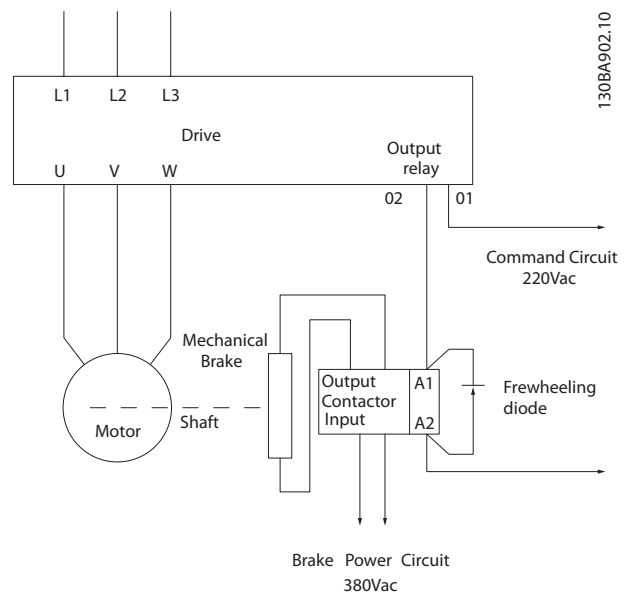 130BA902.10
L1 L2 L3
Drive
Output
relay
U V W
02 01
Command Circuit
220Vac
Mechanical
Brake
Output
Contactor
Input
A1
A2
Frewheeling
diode
Shaft
Motor
Brake Power Circuit
380Vac